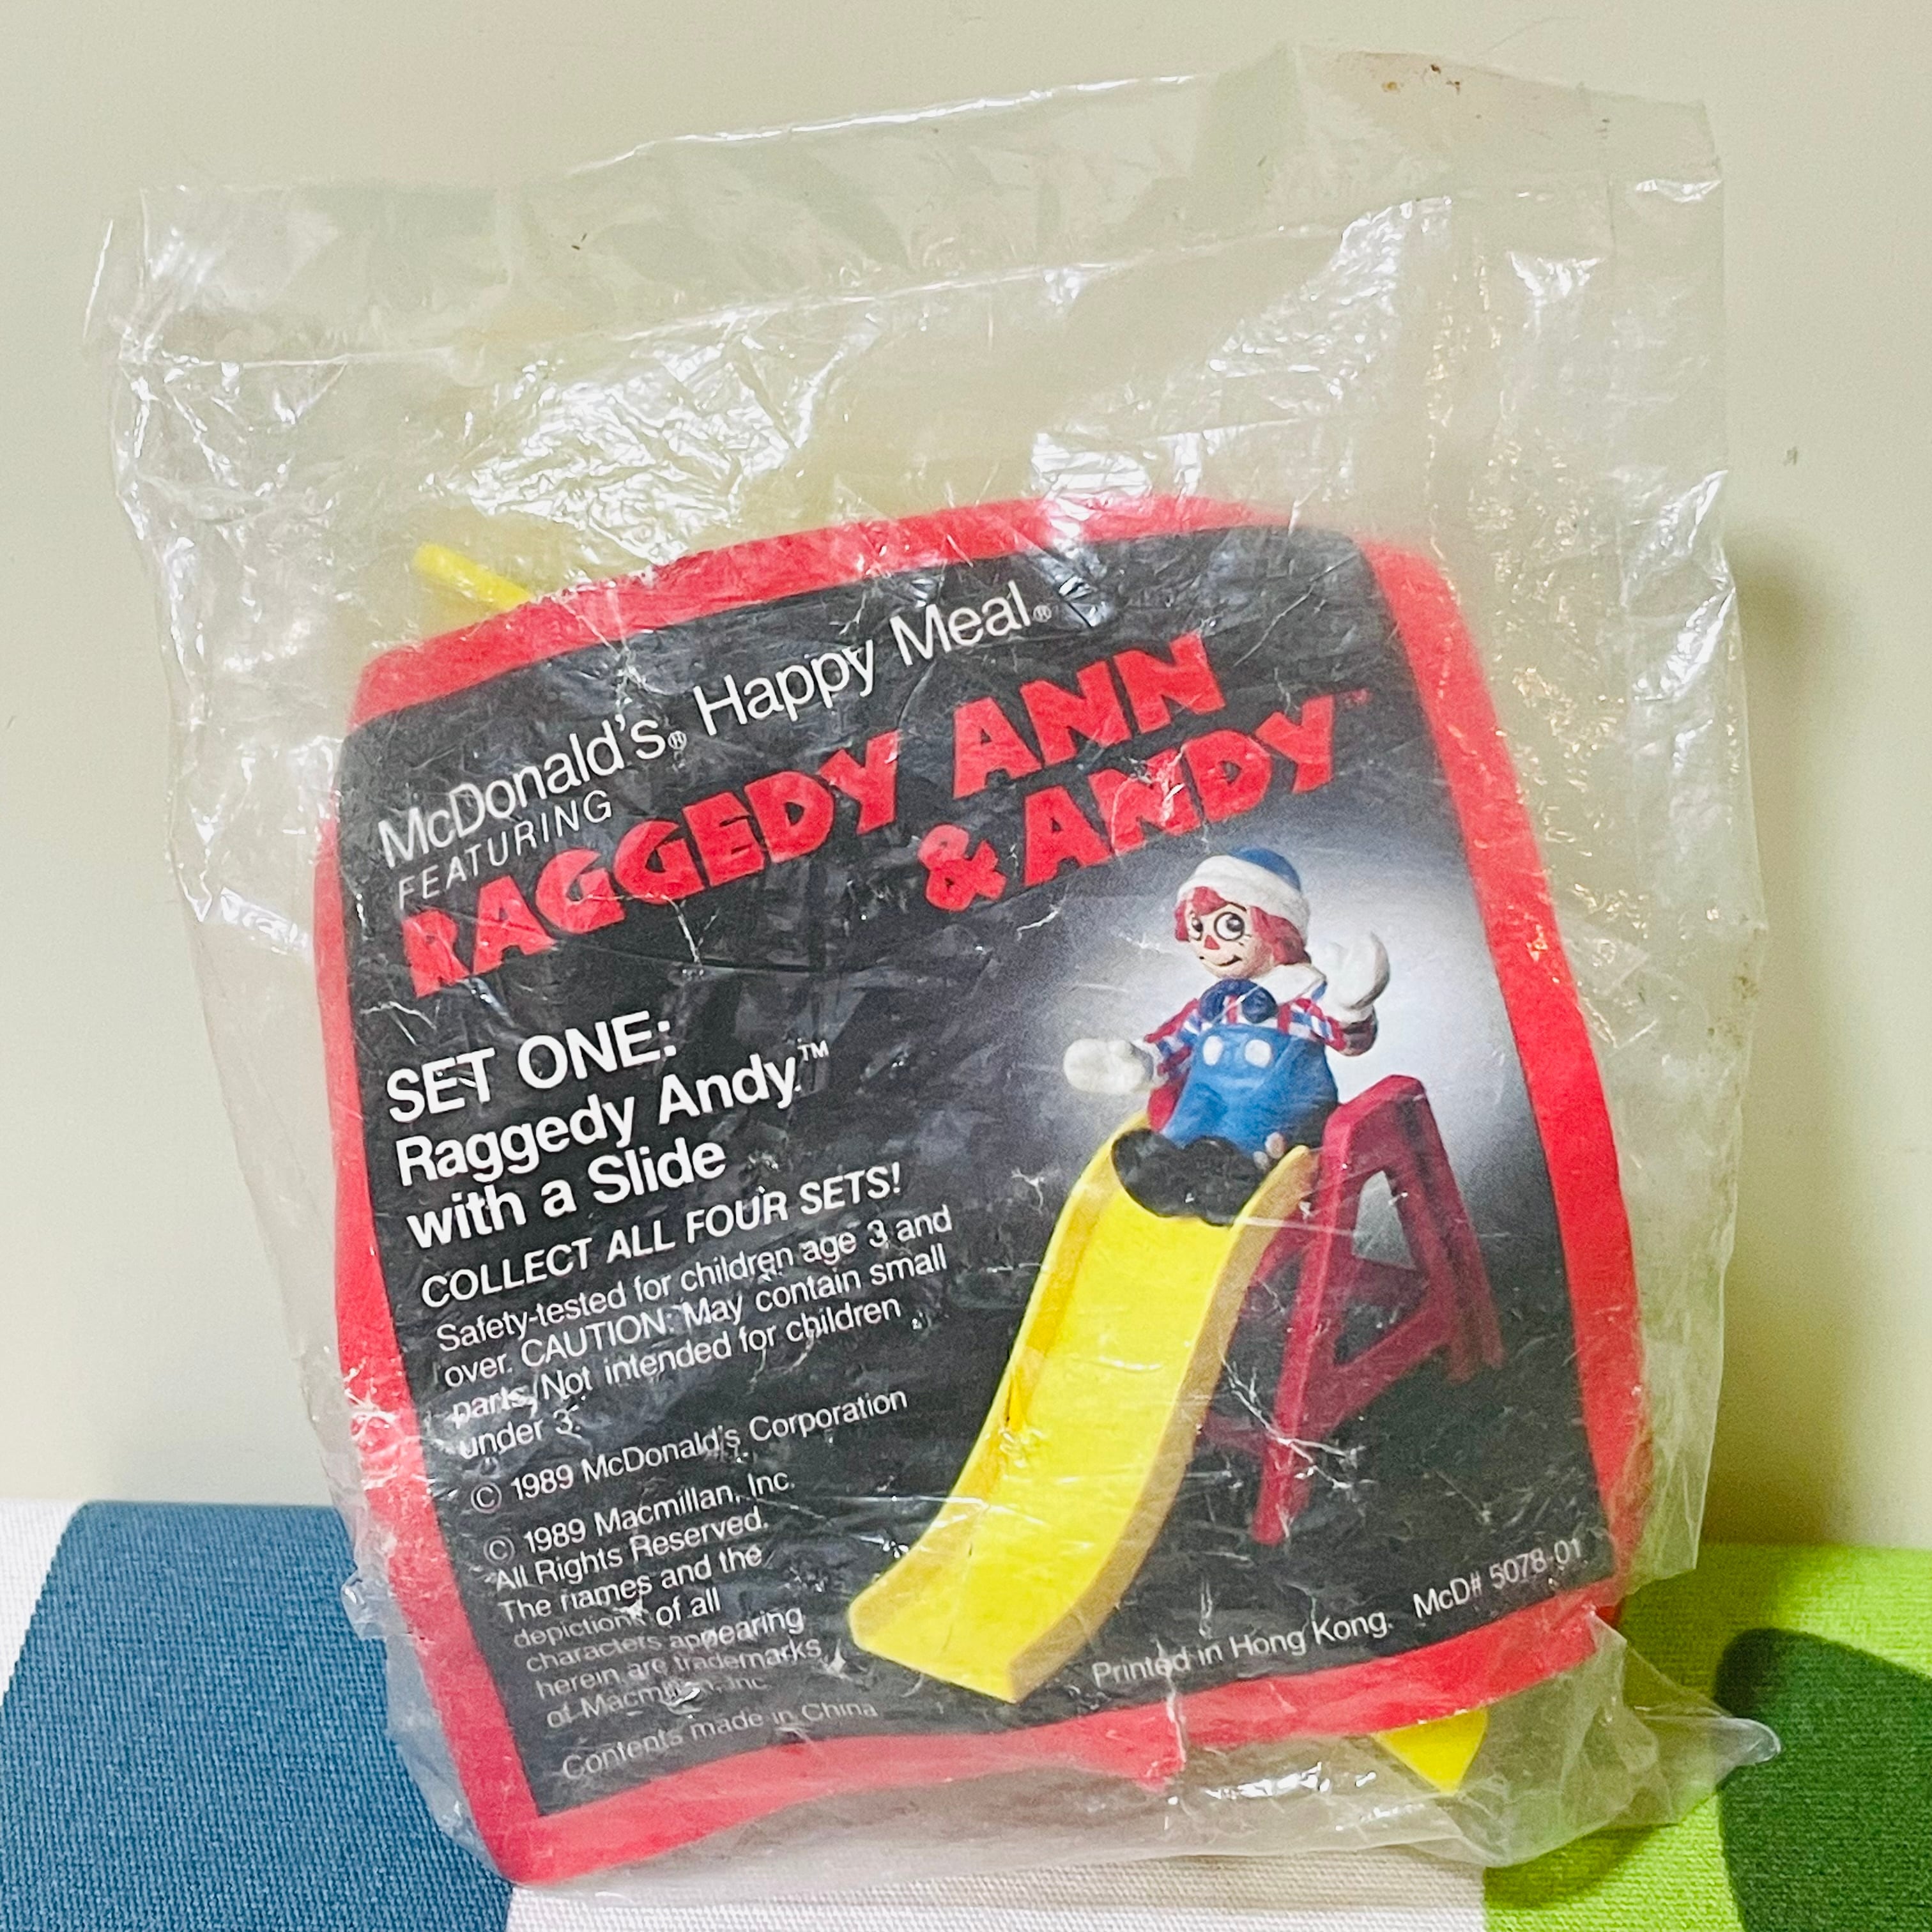 McDonald's® Happy Meal®
FEATURING
RAGGEDY ANN
& ANDY™
SET ONE:
Raggedy Andy™
with a Slide
COLLECT ALL FOUR SETS!
Safety-tested for children age 3 and
over. CAUTION: May contain small
parts/Not intended for children
under 3.
© 1989 McDonald's Corporation
© 1989 Macmillan, Inc.
All Rights Reserved.
The names and the
depictions of all
characters appearing
herein are trademarks
of Macmillan, Inc.
Contents made in China
Printed in Hong Kong.
McD# 5078-01